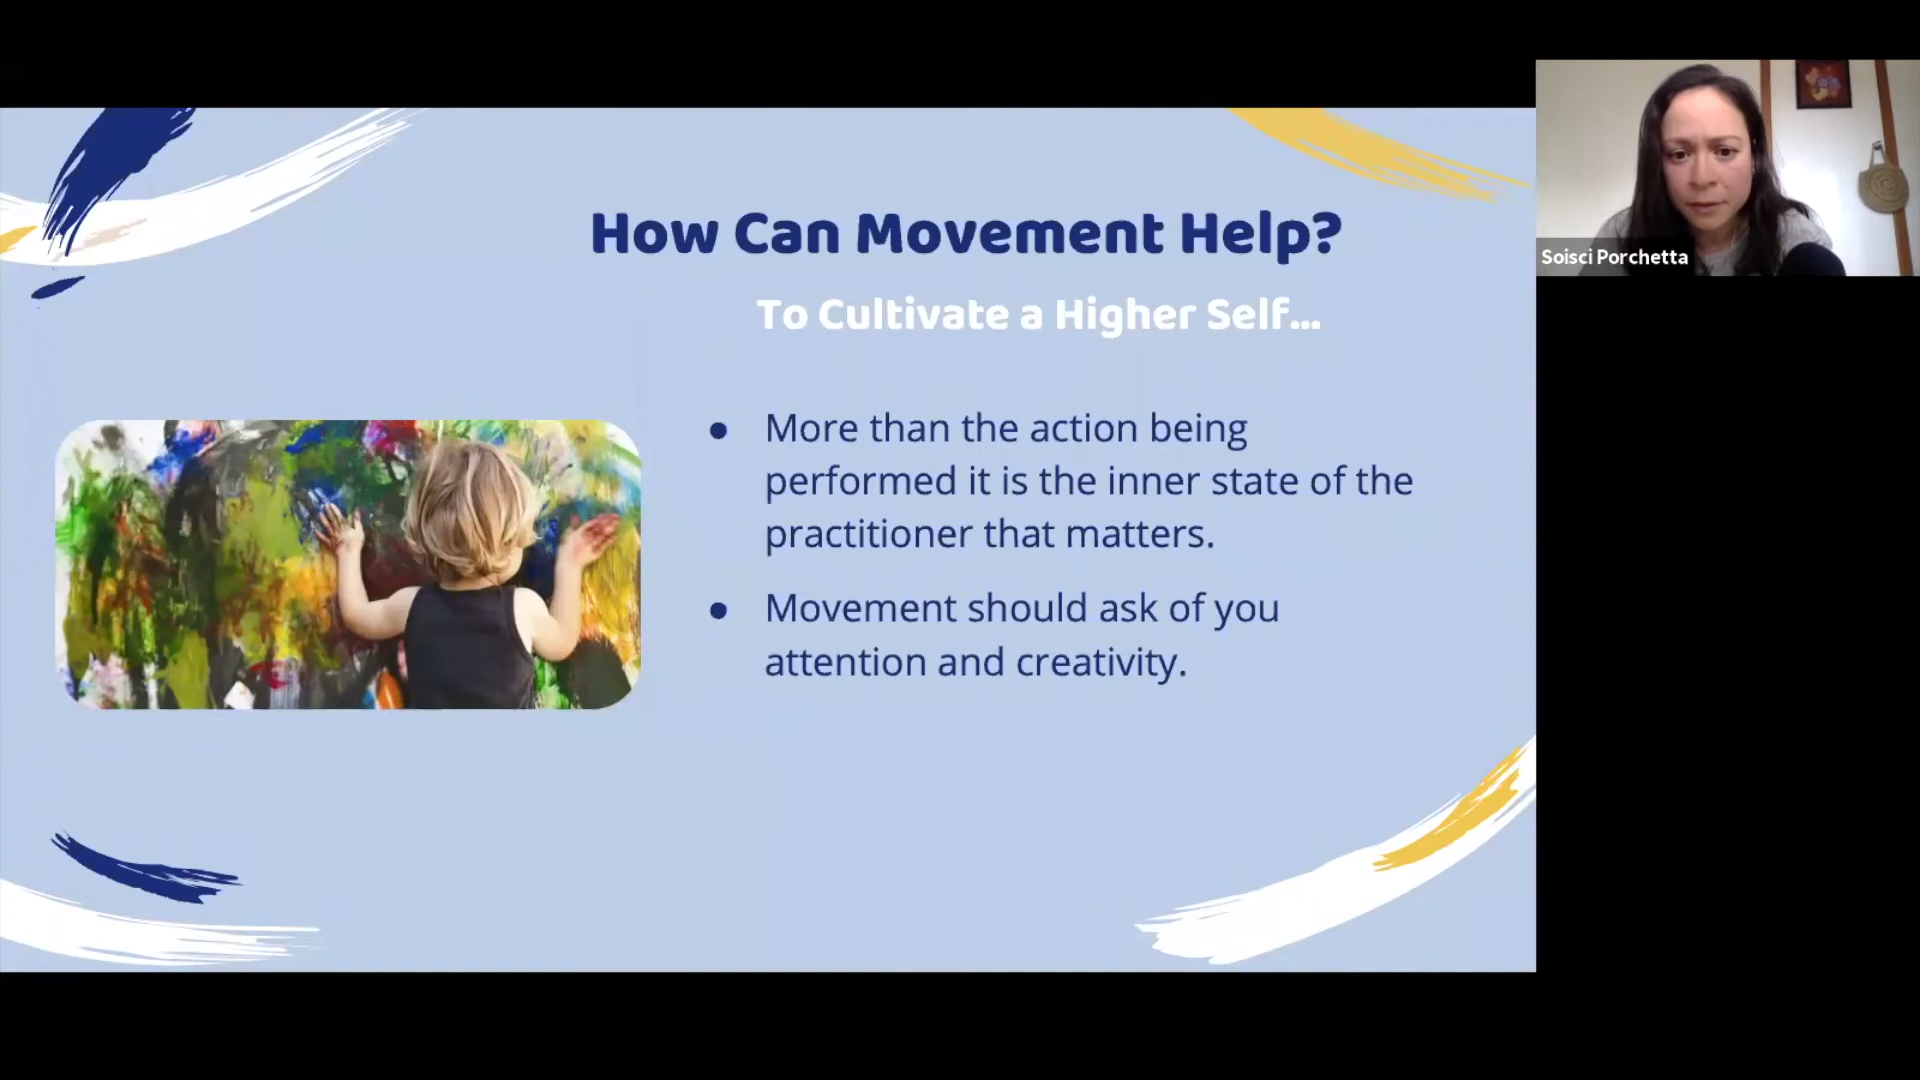 How Can Movement Help?
To Cultivate a Higher Self...
● More than the action being
performed it is the inner state of the
practitioner that matters.
● Movement should ask of you
attention and creativity.
Soisci Porchetta